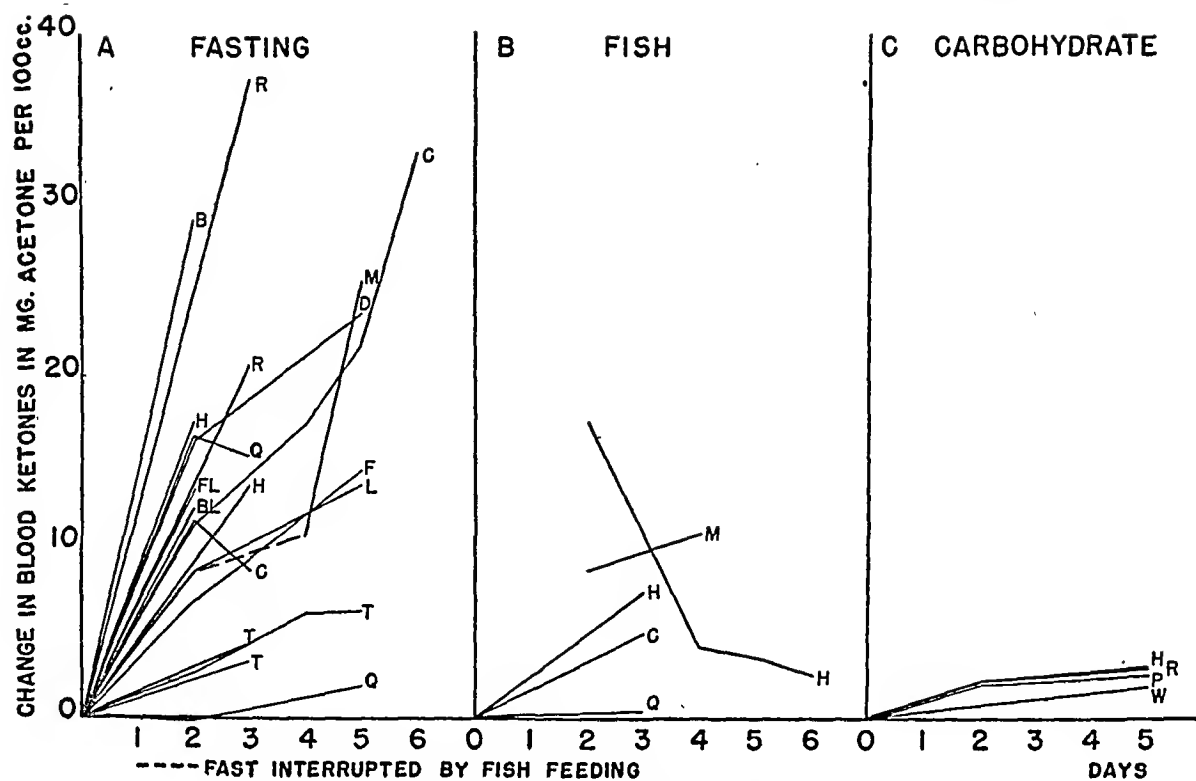 CHANGE IN BLOOD KETONES IN MG. ACETONE PER 100cc.
40
30
20
10
0
A FASTING
R
C
B
M
D
R
H
Q
F
FL
H
L
BL
C
T
T
T
Q
1 2 3 4 5 6
B FISH
M
H
C
H
Q
0 1 2 3 4 5 6
C CARBOHYDRATE
H
R
P
W
0 1 2 3 4 5
---- FAST INTERRUPTED BY FISH FEEDING
DAYS